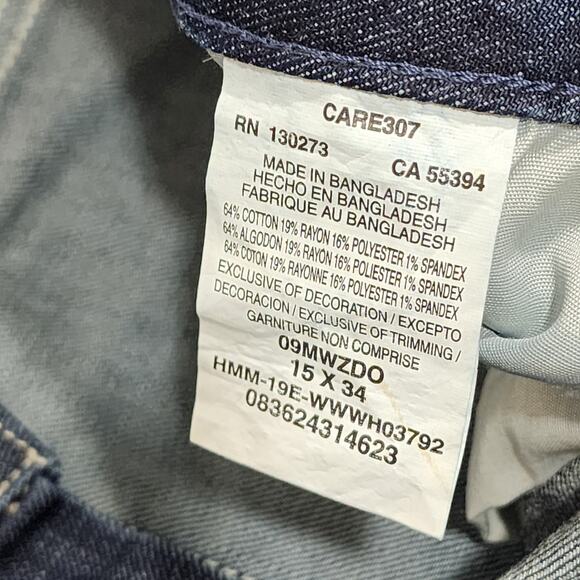 CARE307
RN 130273 CA 55394
MADE IN BANGLADESH
HECHO EN BANGLADESH
FABRIQUE AU BANGLADESH
64% COTTON 19% RAYON 16% POLYESTER 1% SPANDEX
64% ALGODON 19% RAYON 16% POLIESTER 1% SPANDEX
64% COTON 19% RAYONNE 16% POLYESTER 1% SPANDEX
EXCLUSIVE OF DECORATION / EXCEPTO
DECORACION / EXCLUSIVE OF TRIMMING /
GARNITURE NON COMPRISE
09MWZDO
15 X 34
HMM-19E-WWWH03792
083624314623